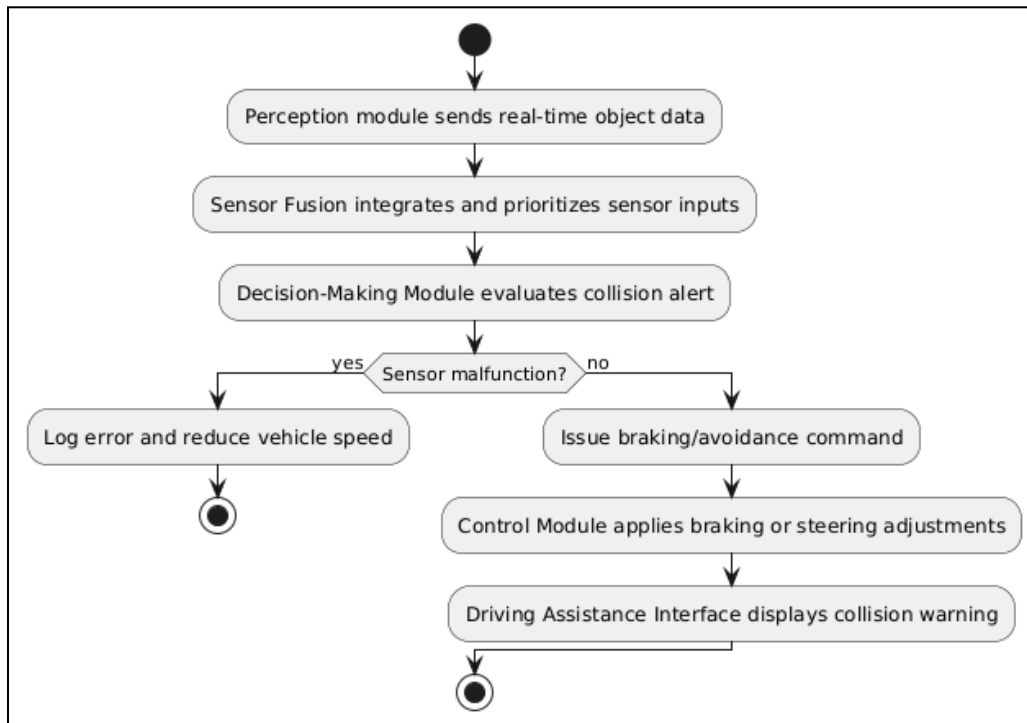 Perception module sends real-time object data
Sensor Fusion integrates and prioritizes sensor inputs
Decision-Making Module evaluates collision alert
yes
Sensor malfunction?
no
Log error and reduce vehicle speed
Issue braking/avoidance command
Control Module applies braking or steering adjustments
Driving Assistance Interface displays collision warning